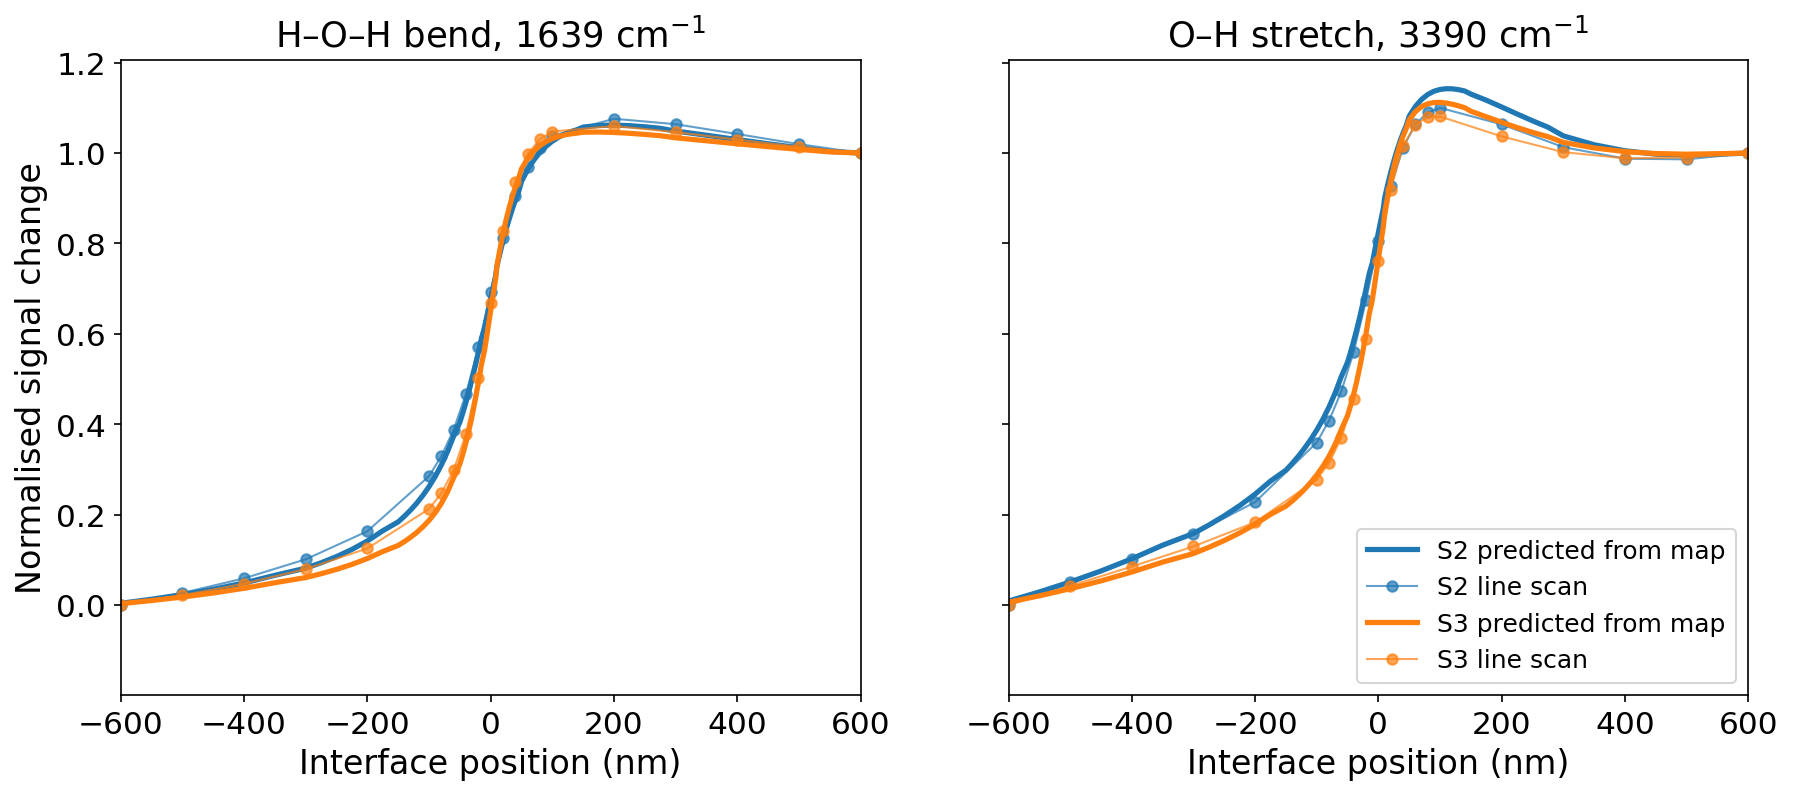 H–O–H bend, 1639 cm⁻¹
O–H stretch, 3390 cm⁻¹
Normalised signal change
1.2
1.0
0.8
0.6
0.4
0.2
0.0
S2 predicted from map
S2 line scan
S3 predicted from map
S3 line scan
−600 −400 −200 0 200 400 600
−600 −400 −200 0 200 400 600
Interface position (nm)
Interface position (nm)